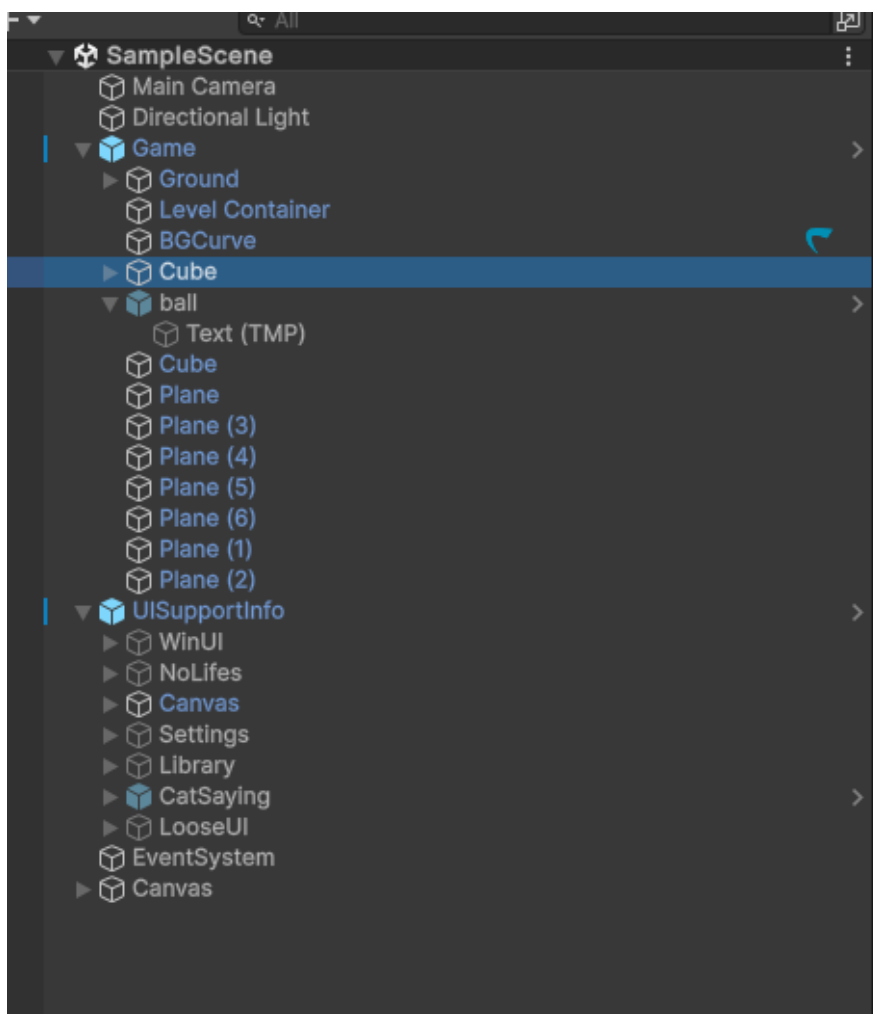 All
SampleScene
Main Camera
Directional Light
Game
Ground
Level Container
BGCurve
Cube
ball
Text (TMP)
Cube
Plane
Plane (3)
Plane (4)
Plane (5)
Plane (6)
Plane (1)
Plane (2)
UISupportInfo
WinUI
NoLifes
Canvas
Settings
Library
CatSaying
LooseUI
EventSystem
Canvas